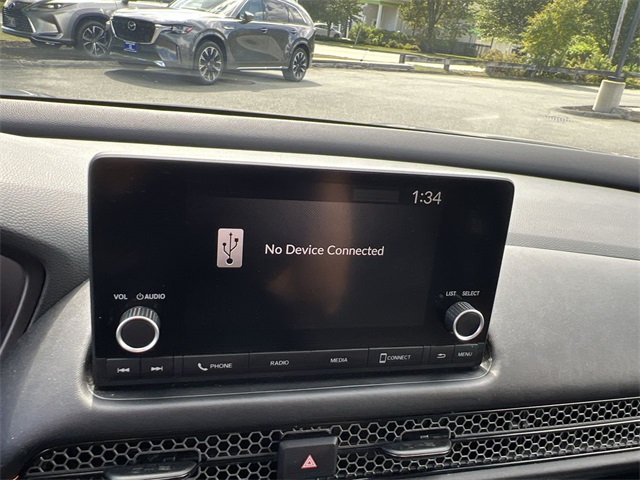 1:34
No Device Connected
VOL AUDIO
LIST SELECT
PHONE RADIO MEDIA CONNECT MENU